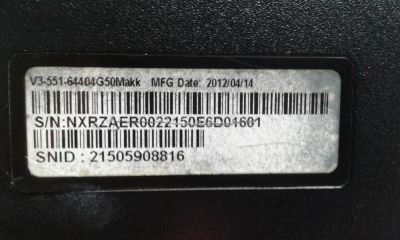 V3-551-64404G50Makk MFG Date: 2012/04/14
S/N:NXRZAER0022150E6D01601
SNID : 21505908816